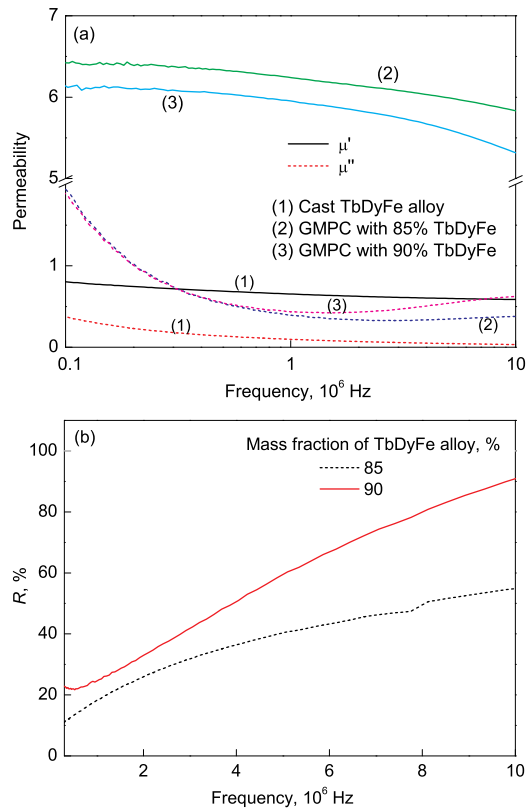 7
(a)
(2)
6
(3)
μ'
μ''
5
Permeability
(1) Cast TbDyFe alloy
(2) GMPC with 85% TbDyFe
(3) GMPC with 90% TbDyFe
1
(1)
(3)
(1)
(2)
0
0.1
1
10
Frequency, 10⁶ Hz
(b)
Mass fraction of TbDyFe alloy, %
100
85
90
80
60
R, %
40
20
0
2
4
6
8
10
Frequency, 10⁶ Hz